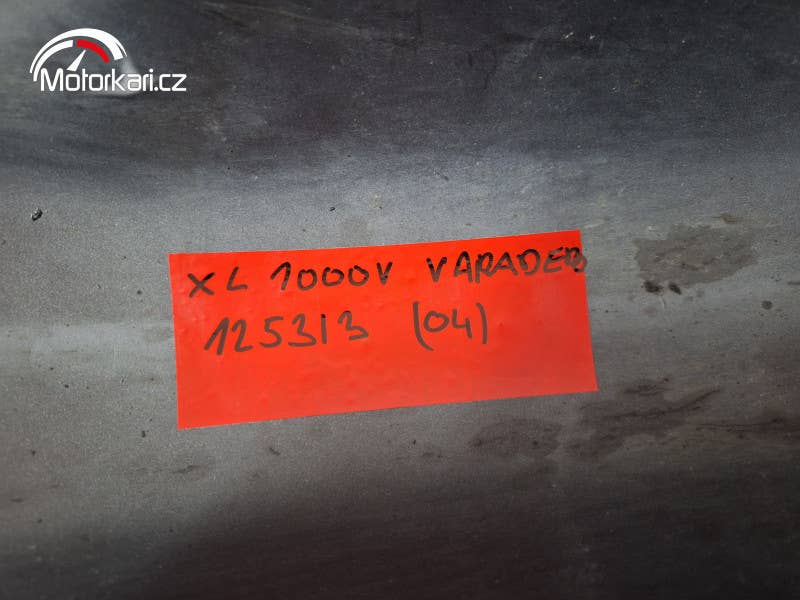 Motorkari.cz
XL 1000V VARADERO
125313 (04)